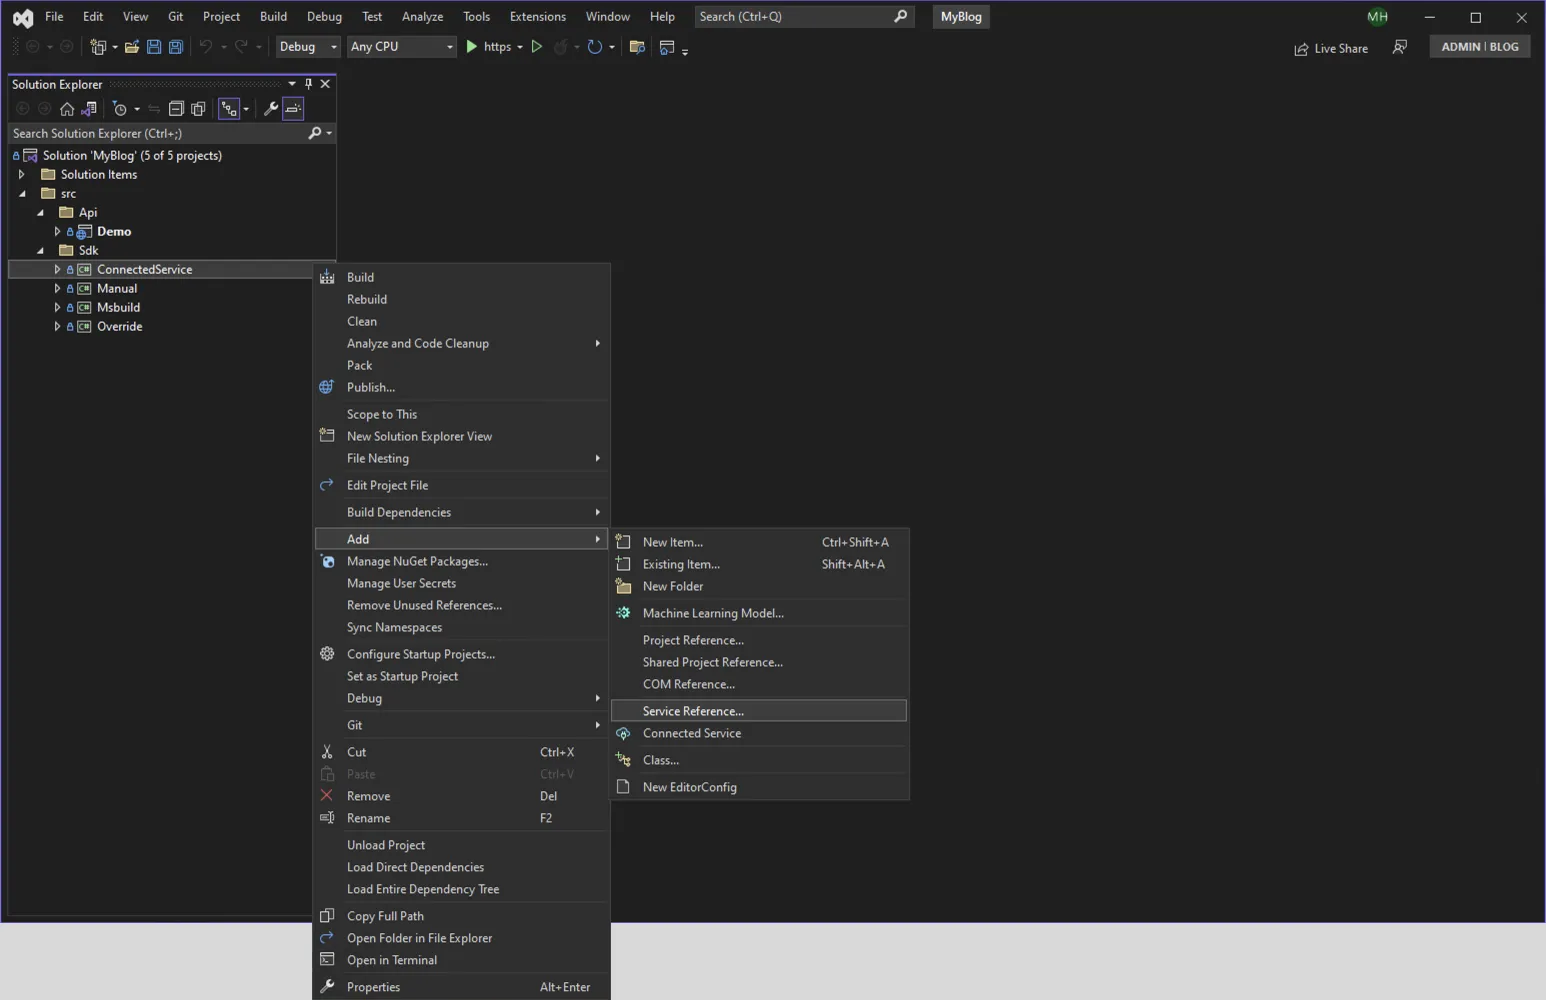 File Edit View Git Project Build Debug Test Analyze Tools Extensions Window Help Search (Ctrl+Q) MyBlog MH
Debug Any CPU https Live Share ADMIN | BLOG
Solution Explorer
Search Solution Explorer (Ctrl+;)
Solution 'MyBlog' (5 of 5 projects)
Solution Items
src
Api
Demo
Sdk
ConnectedService
Manual
Msbuild
Override
Build
Rebuild
Clean
Analyze and Code Cleanup
Pack
Publish...
Scope to This
New Solution Explorer View
File Nesting
Edit Project File
Build Dependencies
Add
Manage NuGet Packages...
Manage User Secrets
Remove Unused References...
Sync Namespaces
Configure Startup Projects...
Set as Startup Project
Debug
Git
Cut Ctrl+X
Paste Ctrl+V
Remove Del
Rename F2
Unload Project
Load Direct Dependencies
Load Entire Dependency Tree
Copy Full Path
Open Folder in File Explorer
Open in Terminal
Properties Alt+Enter
New Item... Ctrl+Shift+A
Existing Item... Shift+Alt+A
New Folder
Machine Learning Model...
Project Reference...
Shared Project Reference...
COM Reference...
Service Reference...
Connected Service
Class...
New EditorConfig